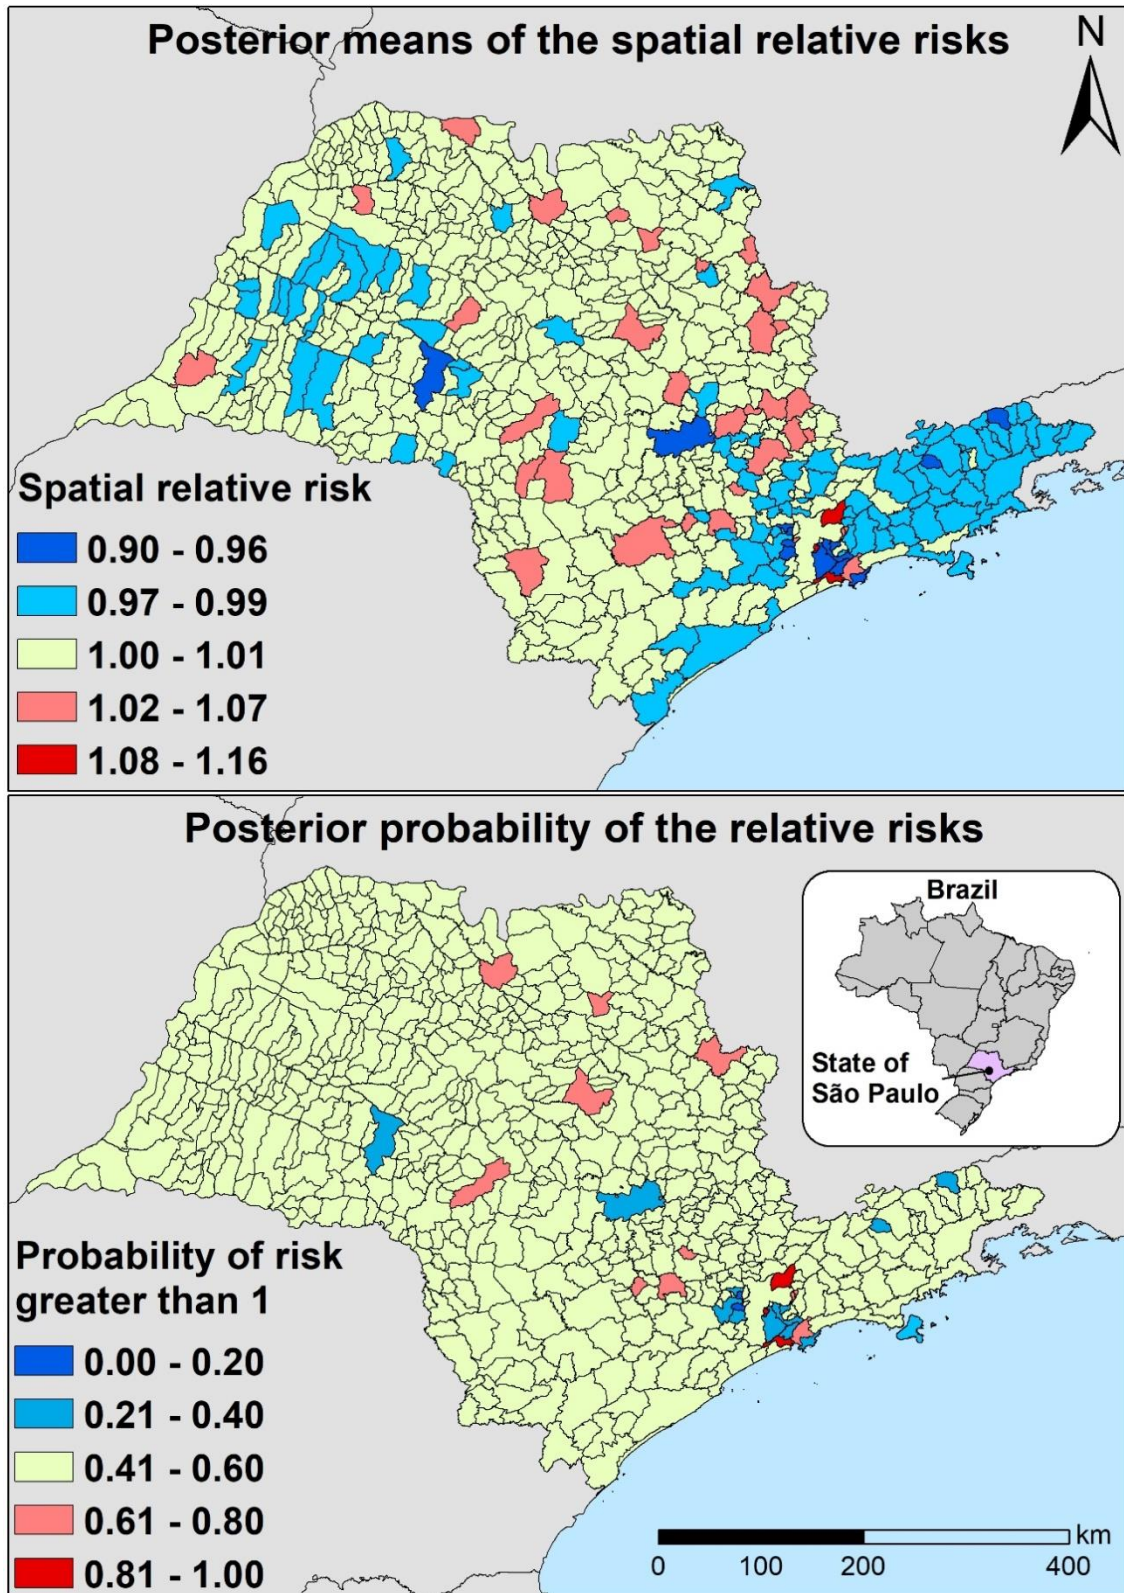 Posterior means of the spatial relative risks
N
Spatial relative risk
0.90 - 0.96
0.97 - 0.99
1.00 - 1.01
1.02 - 1.07
1.08 - 1.16
Posterior probability of the relative risks
Brazil
State of
São Paulo
Probability of risk
greater than 1
0.00 - 0.20
0.21 - 0.40
0.41 - 0.60
0.61 - 0.80
0.81 - 1.00
km
0 100 200 400